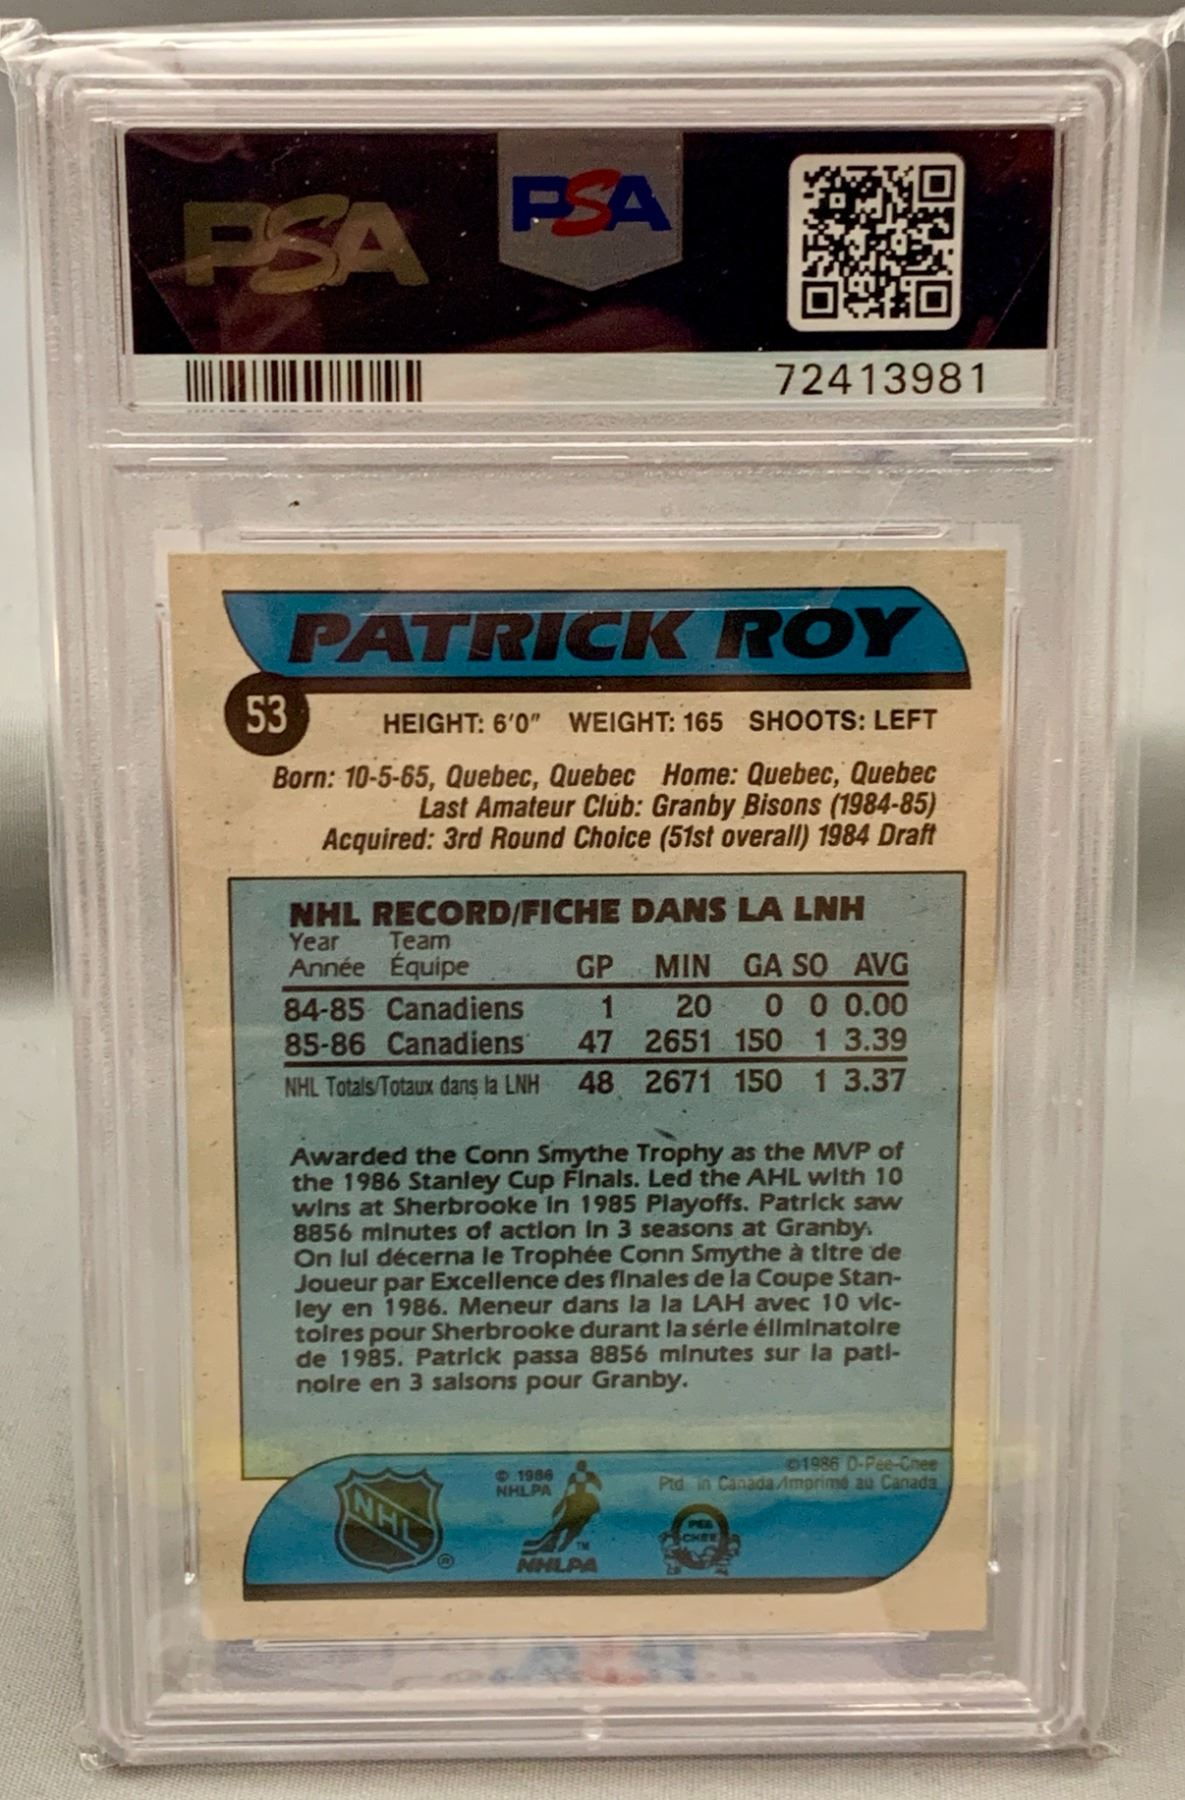 PSA
PSA
72413981
PATRICK ROY
53
HEIGHT: 6'0" WEIGHT: 165 SHOOTS: LEFT
Born: 10-5-65, Quebec, Quebec Home: Quebec, Quebec
Last Amateur Club: Granby Bisons (1984-85)
Acquired: 3rd Round Choice (51st overall) 1984 Draft
NHL RECORD/FICHE DANS LA LNH
Year Team
Année Équipe GP MIN GA SO AVG
84-85 Canadiens 1 20 0 0 0.00
85-86 Canadiens 47 2651 150 1 3.39
NHL Totals/Totaux dans la LNH 48 2671 150 1 3.37
Awarded the Conn Smythe Trophy as the MVP of
the 1986 Stanley Cup Finals. Led the AHL with 10
wins at Sherbrooke in 1985 Playoffs. Patrick saw
8856 minutes of action in 3 seasons at Granby.
On lui décerna le Trophée Conn Smythe à titre de
Joueur par Excellence des finales de la Coupe Stan-
ley en 1986. Meneur dans la la LAH avec 10 vic-
toires pour Sherbrooke durant la série éliminatoire
de 1985. Patrick passa 8856 minutes sur la pati-
noire en 3 saisons pour Granby.
©1986 O-Pee-Chee
Ptd. in Canada/Imprimé au Canada
© 1986
NHLPA
NHL
®
TM
NHLPA
PEE
CHEE
PSA